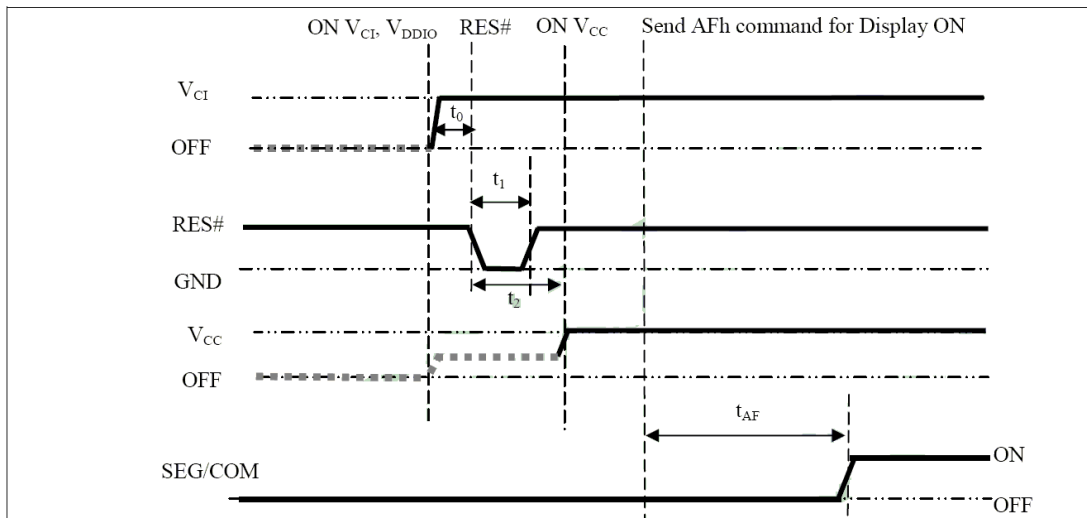 ON VCI, VDDIO RES# ON VCC Send AFh command for Display ON
VCI
t0
OFF
t1
RES#
GND
t2
VCC
OFF
tAF
SEG/COM
ON
OFF